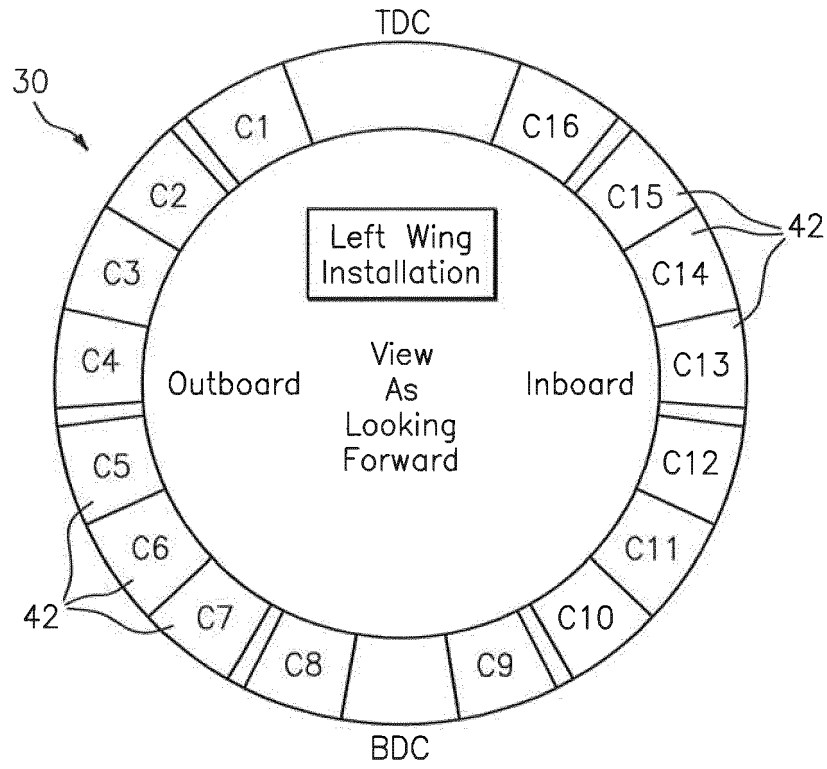 TDC
30
C1
C16
C2
C15
42
Left Wing
Installation
C3
C14
C4
C13
View
As
Looking
Forward
Outboard
Inboard
C5
C12
C6
C11
42
C7
C10
C8
C9
BDC